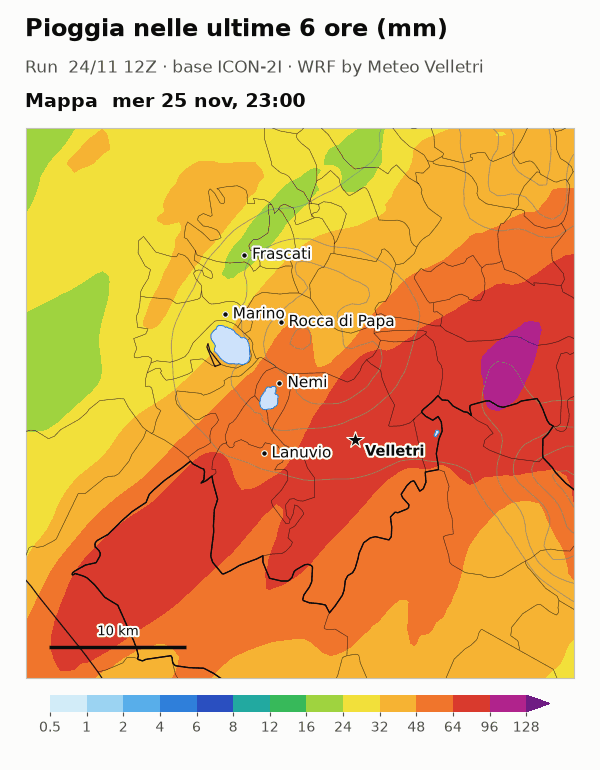 Pioggia nelle ultime 6 ore (mm)
Run  24/11 12Z · base ICON-2I · WRF by Meteo Velletri
Mappa  mer 25 nov, 23:00
Frascati
Marino
Rocca di Papa
Nemi
Velletri
Lanuvio
10 km
0.5 1 2 4 6 8 12 16 24 32 48 64 96 128